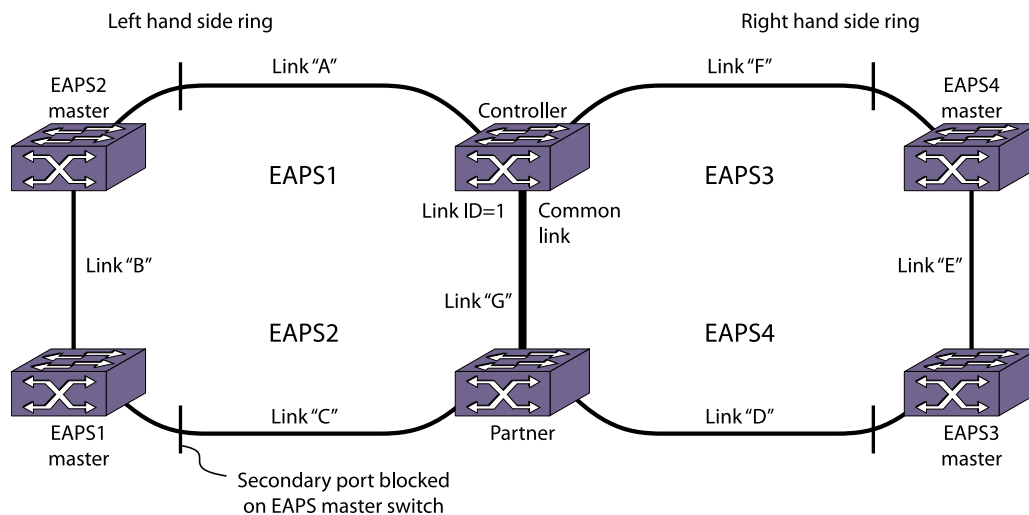 Left hand side ring
Right hand side ring
Link “A”
Link “F”
EAPS2
master
Controller
EAPS4
master
EAPS1
EAPS3
Link ID=1
Common
link
Link “B”
Link “E”
Link “G”
EAPS2
EAPS4
Link “C”
Link “D”
EAPS1
master
Partner
EAPS3
master
Secondary port blocked
on EAPS master switch